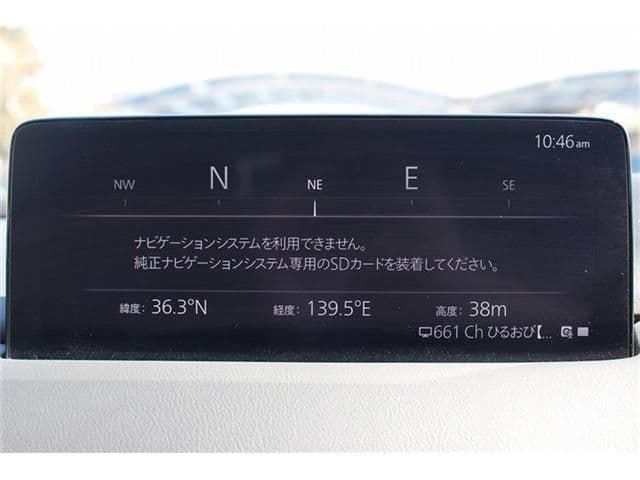 10:46am
NW N NE E SE
ナビゲーションシステムを利用できません。
純正ナビゲーションシステム専用のSDカードを装着してください。
緯度: 36.3°N 経度: 139.5°E 高度: 38m
661 Ch ひるおび【...